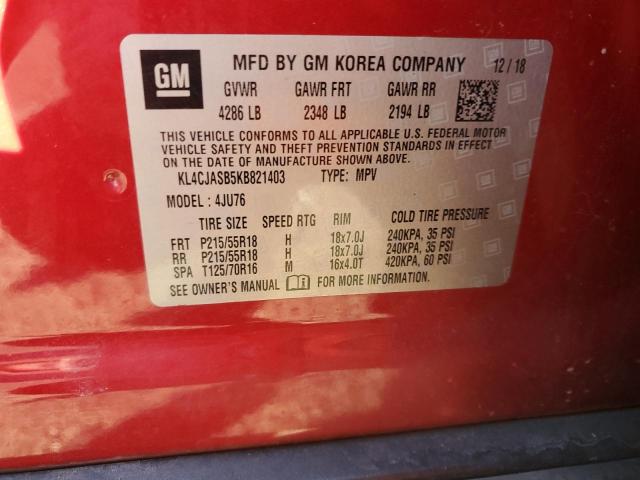 GM
MFD BY GM KOREA COMPANY 12 / 18
GVWR GAWR FRT GAWR RR
4286 LB 2348 LB 2194 LB
THIS VEHICLE CONFORMS TO ALL APPLICABLE U.S. FEDERAL MOTOR
VEHICLE SAFETY AND THEFT PREVENTION STANDARDS IN EFFECT ON
THE DATE OF MANUFACTURE SHOWN ABOVE.
KL4CJASB5KB821403 TYPE: MPV
MODEL : 4JU76
TIRE SIZE SPEED RTG RIM COLD TIRE PRESSURE
FRT P215/55R18 H 18x7.0J 240KPA, 35 PSI
RR P215/55R18 H 18x7.0J 240KPA, 35 PSI
SPA T125/70R16 M 16x4.0T 420KPA, 60 PSI
SEE OWNER'S MANUAL FOR MORE INFORMATION.